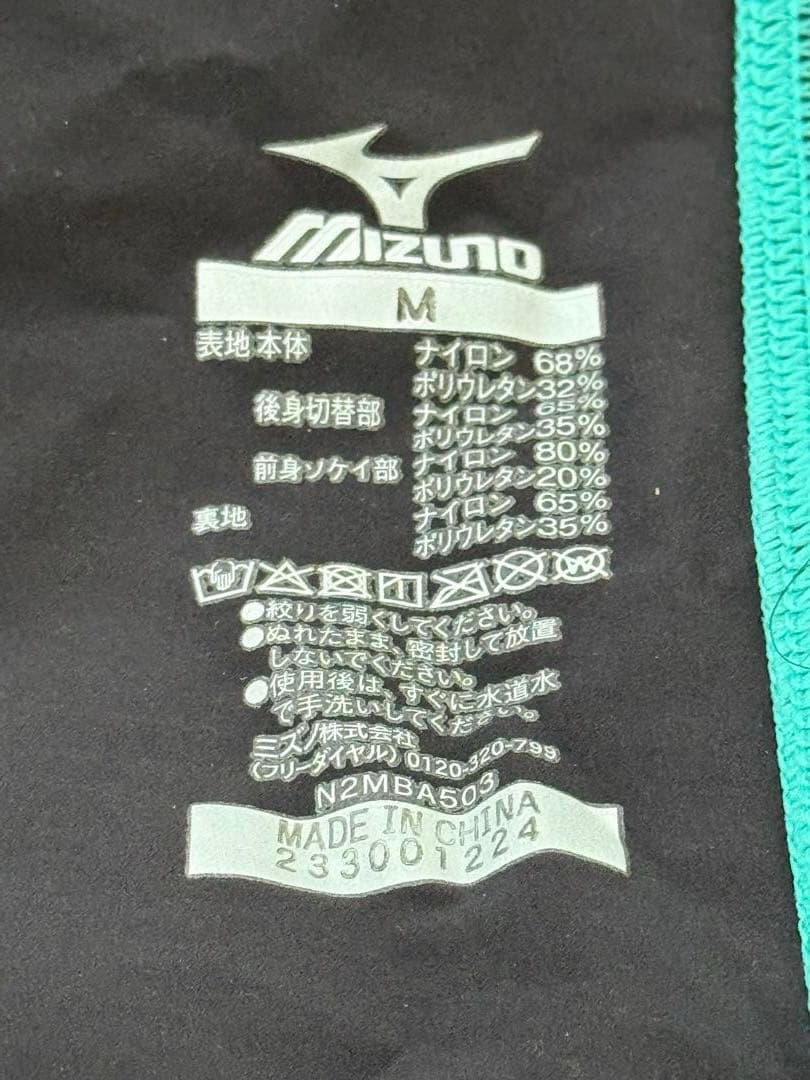 MIZUNO
M
表地 本体 ナイロン 68%
ポリウレタン32%
後身切替部 ナイロン 65%
ポリウレタン35%
前身ソケイ部 ナイロン 80%
ポリウレタン20%
裏地 ナイロン 65%
ポリウレタン35%
●絞りを弱くしてください。
●ぬれたまま、密封して放置
しないでください。
●使用後は、すぐに水道水
で手洗いしてください。
ミズノ株式会社
(フリーダイヤル) 0120-320-799
N2MBA503
MADE IN CHINA
233001224